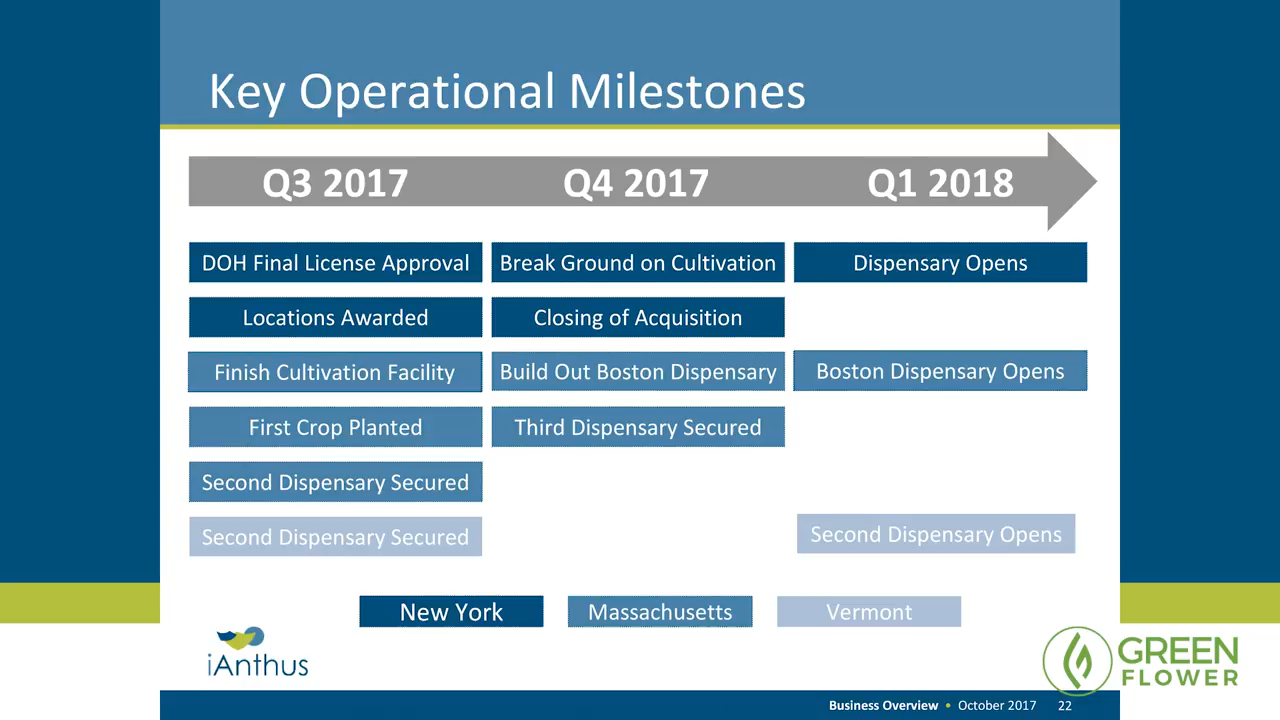 Key Operational Milestones
Q3 2017 Q4 2017 Q1 2018
DOH Final License Approval Break Ground on Cultivation Dispensary Opens
Locations Awarded Closing of Acquisition
Finish Cultivation Facility Build Out Boston Dispensary Boston Dispensary Opens
First Crop Planted Third Dispensary Secured
Second Dispensary Secured
Second Dispensary Secured Second Dispensary Opens
New York Massachusetts Vermont
iAnthus
GREEN
FLOWER
Business Overview • October 2017 22